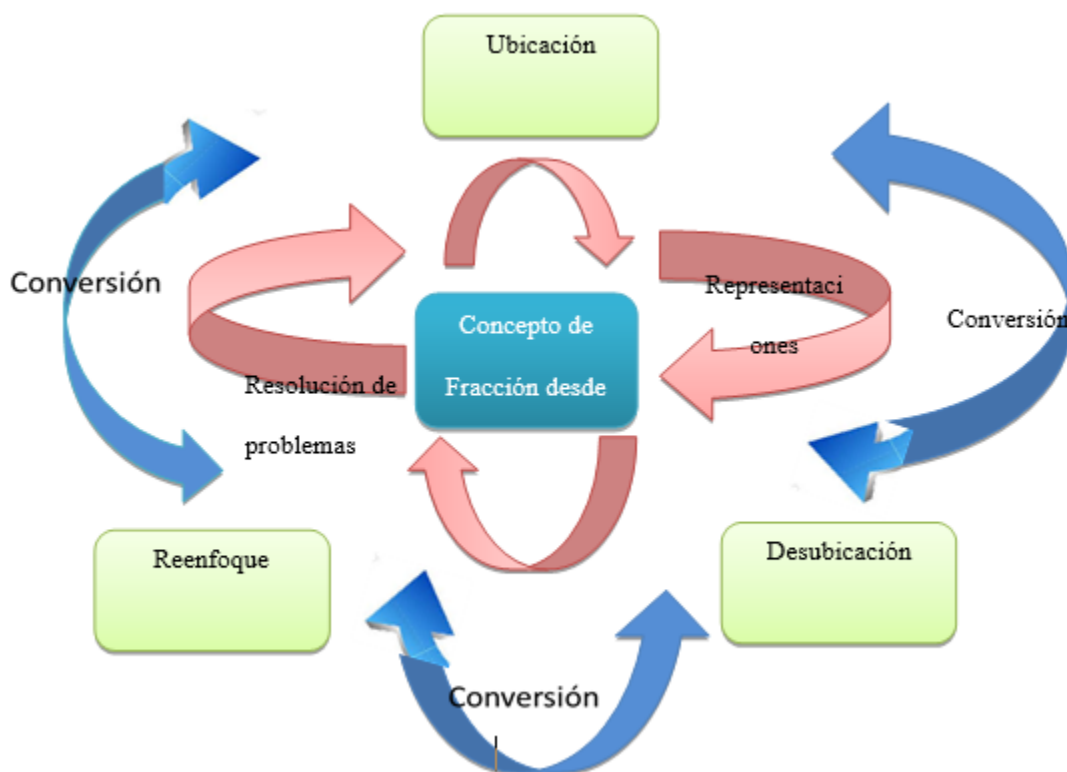 Ubicación
Conversión
Representaci
ones
Conversión
Concepto de
Fracción desde
Resolución de
problemas
Reenfoque
Desubicación
Conversión